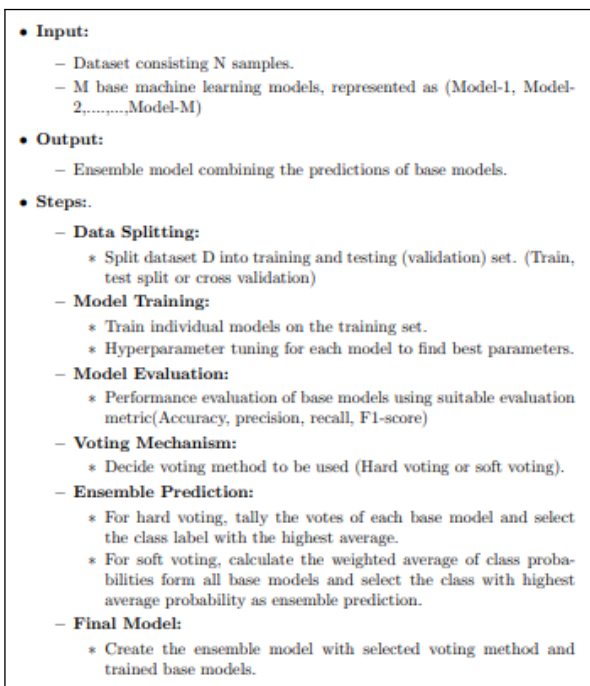 • Input:
– Dataset consisting N samples.
– M base machine learning models, represented as (Model-1, Model-
2,....,...,Model-M)
• Output:
– Ensemble model combining the predictions of base models.
• Steps:.
– Data Splitting:
* Split dataset D into training and testing (validation) set. (Train,
test split or cross validation)
– Model Training:
* Train individual models on the training set.
* Hyperparameter tuning for each model to find best parameters.
– Model Evaluation:
* Performance evaluation of base models using suitable evaluation
metric(Accuracy, precision, recall, F1-score)
– Voting Mechanism:
* Decide voting method to be used (Hard voting or soft voting).
– Ensemble Prediction:
* For hard voting, tally the votes of each base model and select
the class label with the highest average.
* For soft voting, calculate the weighted average of class proba-
bilities form all base models and select the class with highest
average probability as ensemble prediction.
– Final Model:
* Create the ensemble model with selected voting method and
trained base models.